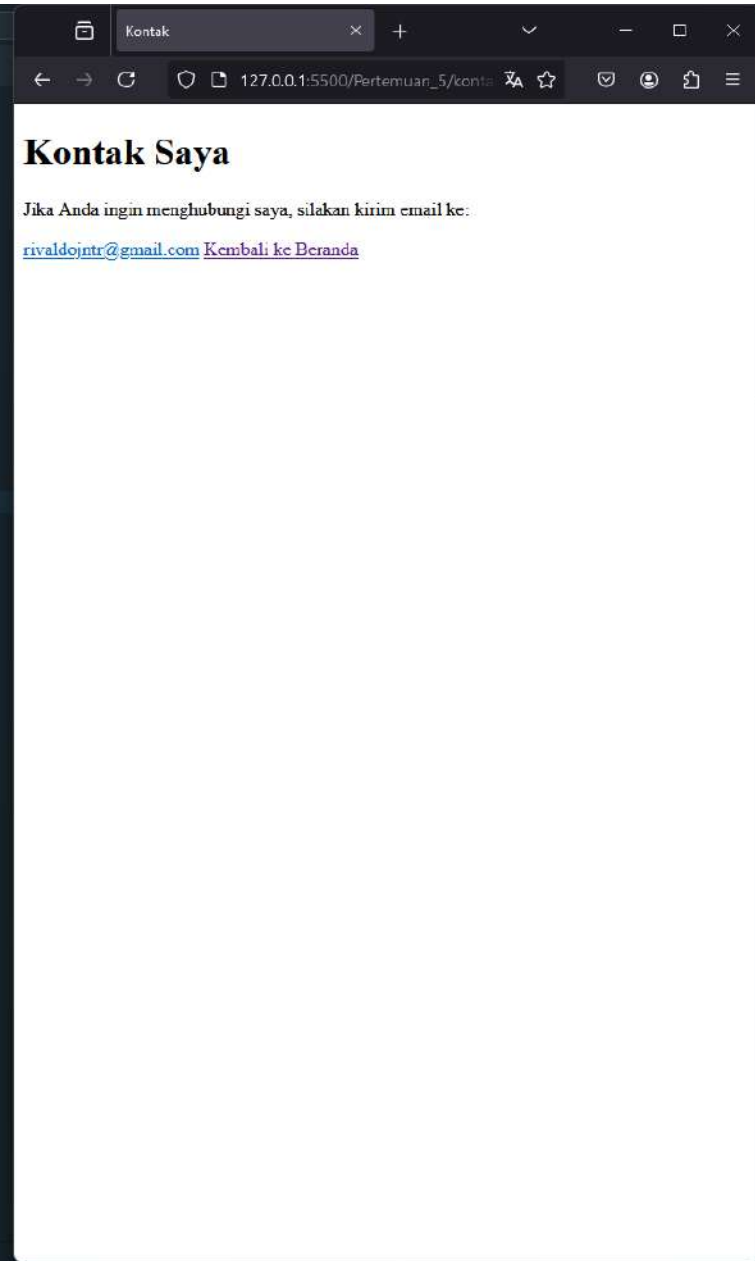 Kontak
127.0.0.1:5500/Pertemuan_5/konta
Kontak Saya
Jika Anda ingin menghubungi saya, silakan kirim email ke:
rivaldojntr@gmail.com Kembali ke Beranda